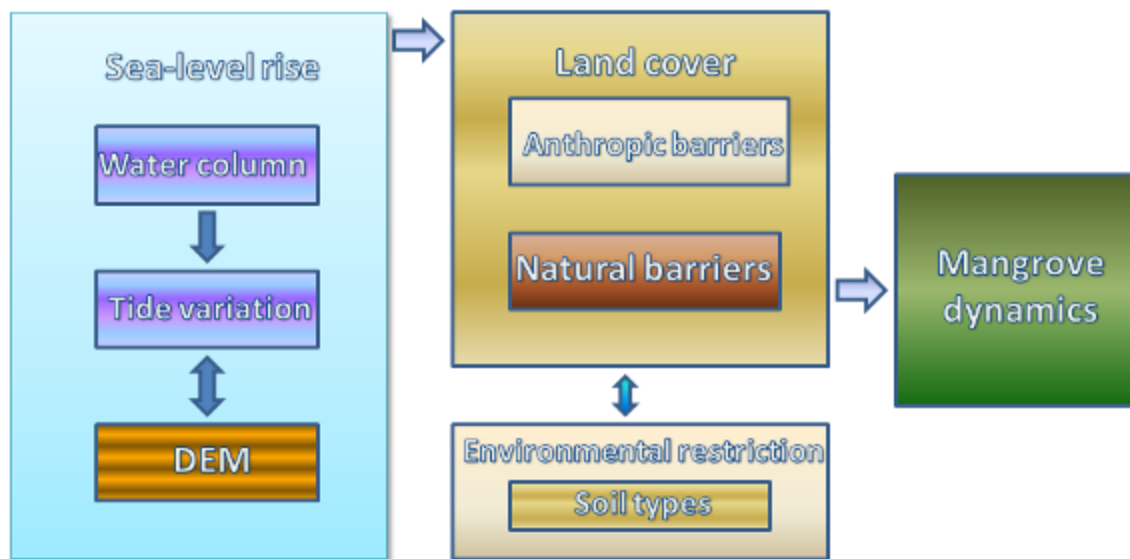 Sea-level rise
Water column
Tide variation
DEM
Land cover
Anthropic barriers
Natural barriers
Environmental restriction
Soil types
Mangrove
dynamics